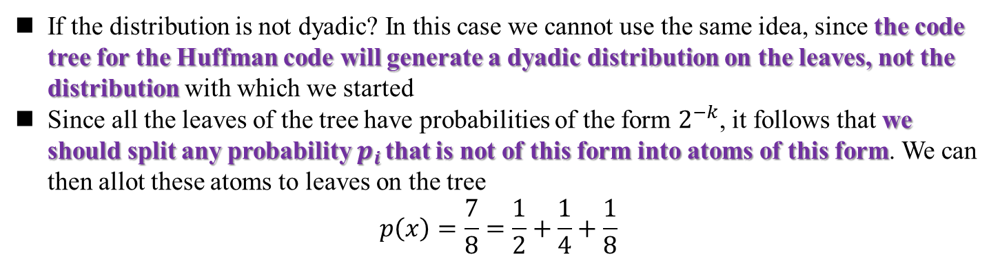 ■ If the distribution is not dyadic? In this case we cannot use the same idea, since the code
tree for the Huffman code will generate a dyadic distribution on the leaves, not the
distribution with which we started
■ Since all the leaves of the tree have probabilities of the form 2^{-k}, it follows that we
should split any probability p_i that is not of this form into atoms of this form. We can
then allot these atoms to leaves on the tree
p(x) = 7/8 = 1/2 + 1/4 + 1/8